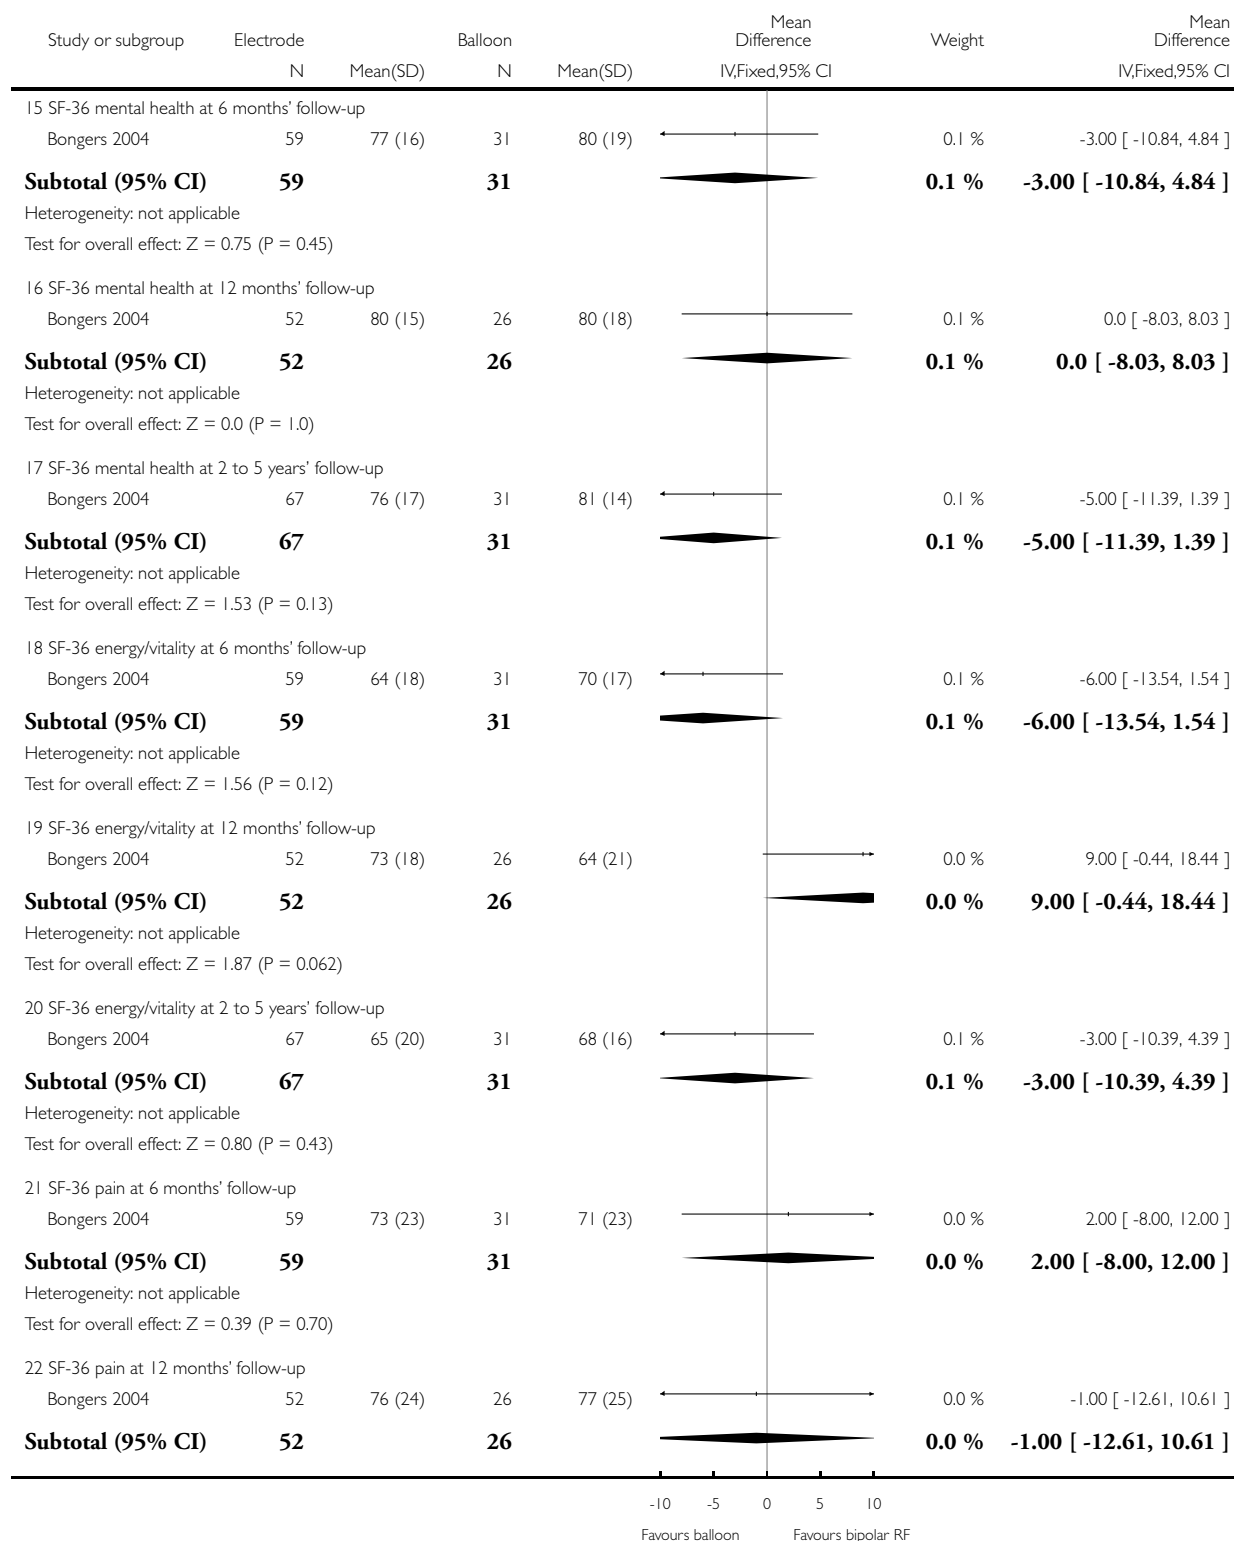 Mean Mean
Study or subgroup Electrode Balloon Difference Weight Difference
N Mean(SD) N Mean(SD) IV,Fixed,95% CI IV,Fixed,95% CI
15 SF-36 mental health at 6 months’ follow-up
Bongers 2004 59 77 (16) 31 80 (19) 0.1 % -3.00 [ -10.84, 4.84 ]
Subtotal (95% CI) 59 31 0.1 % -3.00 [ -10.84, 4.84 ]
Heterogeneity: not applicable
Test for overall effect: Z = 0.75 (P = 0.45)
16 SF-36 mental health at 12 months’ follow-up
Bongers 2004 52 80 (15) 26 80 (18) 0.1 % 0.0 [ -8.03, 8.03 ]
Subtotal (95% CI) 52 26 0.1 % 0.0 [ -8.03, 8.03 ]
Heterogeneity: not applicable
Test for overall effect: Z = 0.0 (P = 1.0)
17 SF-36 mental health at 2 to 5 years’ follow-up
Bongers 2004 67 76 (17) 31 81 (14) 0.1 % -5.00 [ -11.39, 1.39 ]
Subtotal (95% CI) 67 31 0.1 % -5.00 [ -11.39, 1.39 ]
Heterogeneity: not applicable
Test for overall effect: Z = 1.53 (P = 0.13)
18 SF-36 energy/vitality at 6 months’ follow-up
Bongers 2004 59 64 (18) 31 70 (17) 0.1 % -6.00 [ -13.54, 1.54 ]
Subtotal (95% CI) 59 31 0.1 % -6.00 [ -13.54, 1.54 ]
Heterogeneity: not applicable
Test for overall effect: Z = 1.56 (P = 0.12)
19 SF-36 energy/vitality at 12 months’ follow-up
Bongers 2004 52 73 (18) 26 64 (21) 0.0 % 9.00 [ -0.44, 18.44 ]
Subtotal (95% CI) 52 26 0.0 % 9.00 [ -0.44, 18.44 ]
Heterogeneity: not applicable
Test for overall effect: Z = 1.87 (P = 0.062)
20 SF-36 energy/vitality at 2 to 5 years’ follow-up
Bongers 2004 67 65 (20) 31 68 (16) 0.1 % -3.00 [ -10.39, 4.39 ]
Subtotal (95% CI) 67 31 0.1 % -3.00 [ -10.39, 4.39 ]
Heterogeneity: not applicable
Test for overall effect: Z = 0.80 (P = 0.43)
21 SF-36 pain at 6 months’ follow-up
Bongers 2004 59 73 (23) 31 71 (23) 0.0 % 2.00 [ -8.00, 12.00 ]
Subtotal (95% CI) 59 31 0.0 % 2.00 [ -8.00, 12.00 ]
Heterogeneity: not applicable
Test for overall effect: Z = 0.39 (P = 0.70)
22 SF-36 pain at 12 months’ follow-up
Bongers 2004 52 76 (24) 26 77 (25) 0.0 % -1.00 [ -12.61, 10.61 ]
Subtotal (95% CI) 52 26 0.0 % -1.00 [ -12.61, 10.61 ]
-10 -5 0 5 10
Favours balloon Favours bipolar RF